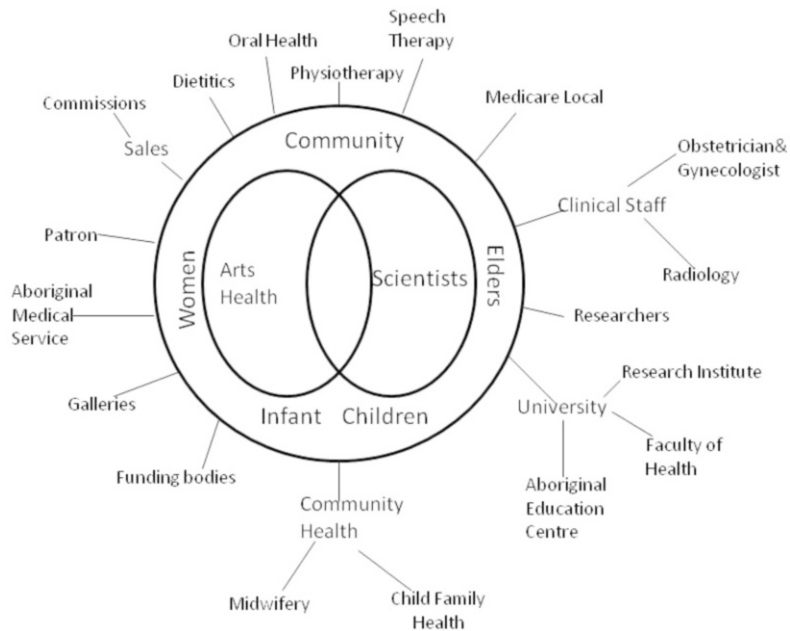 Speech
Therapy
Oral Health
Physiotherapy
Dietitics
Medicare Local
Commissions
Sales
Community
Obstetrician&
Gynecologist
Clinical Staff
Radiology
Patron
Women
Arts
Health
Scientists
Elders
Aboriginal
Medical
Service
Researchers
Research Institute
University
Galleries
Infant Children
Faculty of
Health
Funding bodies
Aboriginal
Education
Centre
Community
Health
Midwifery
Child Family
Health